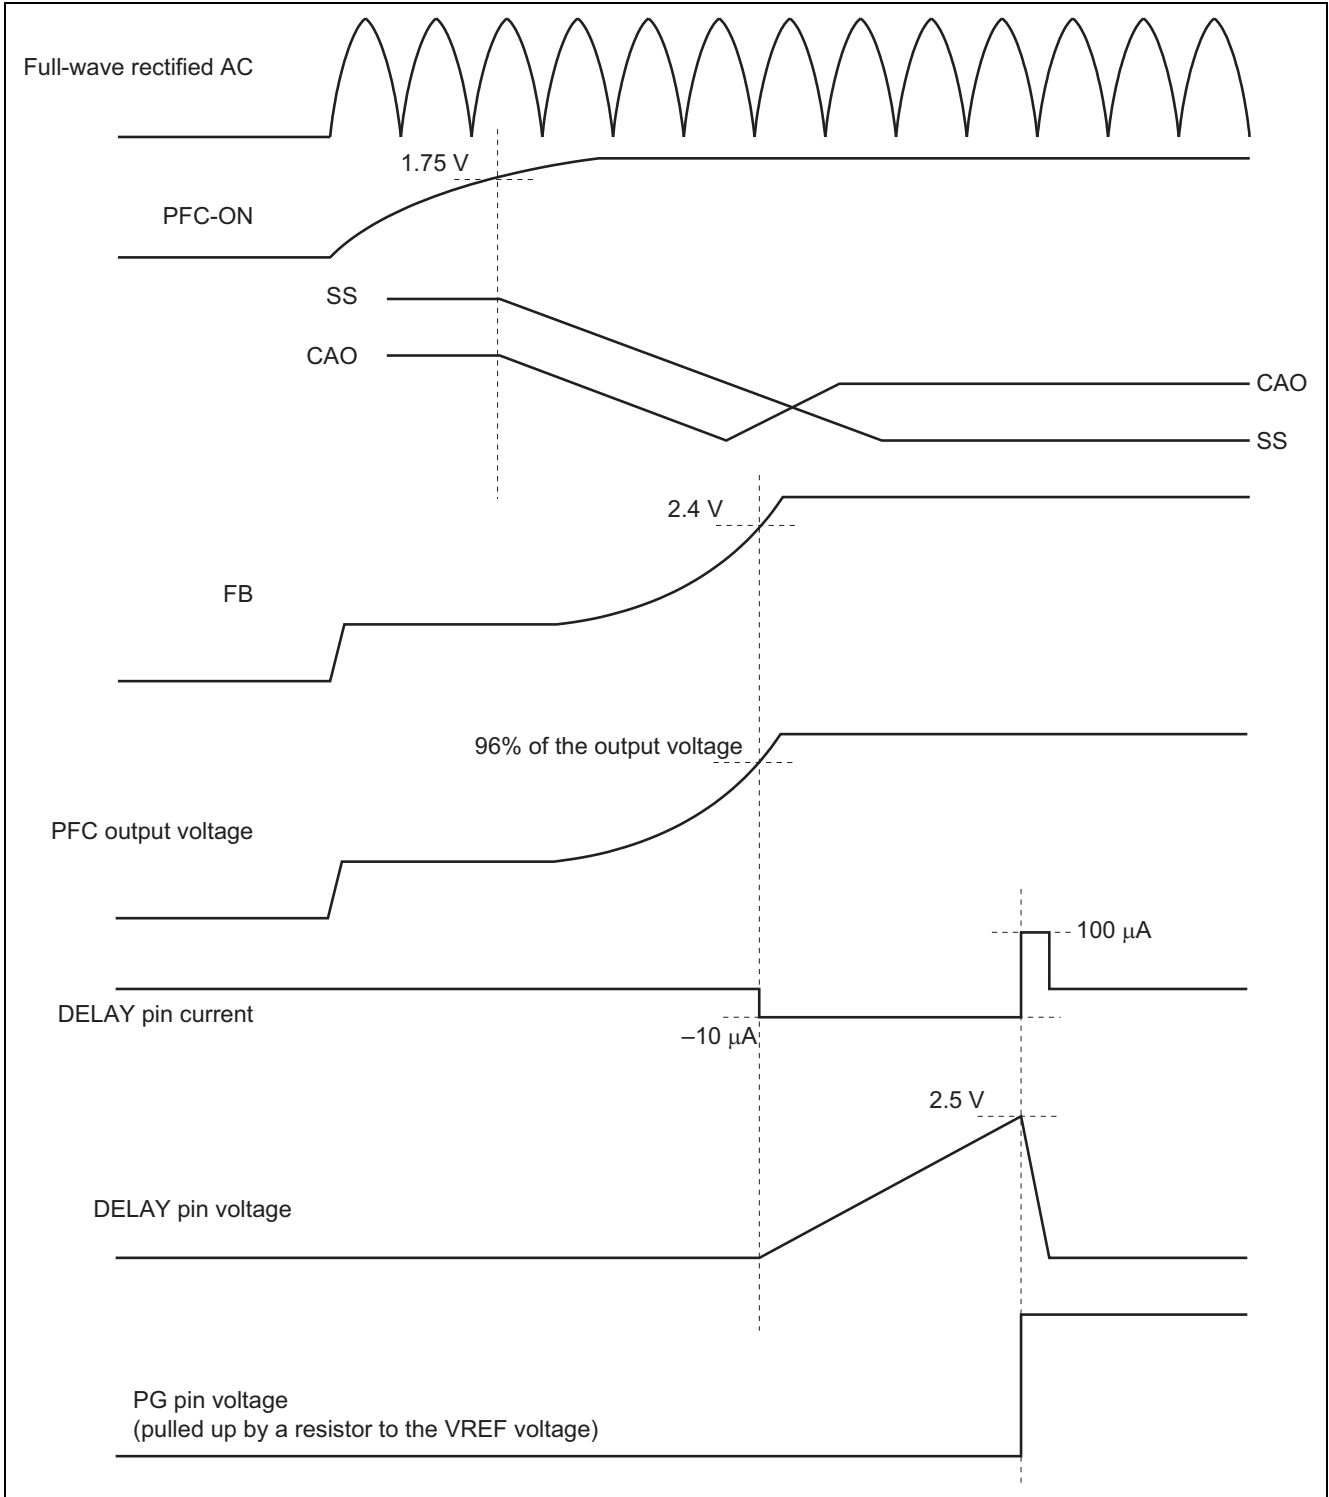 Full-wave rectified AC
1.75 V
PFC-ON
SS
CAO
CAO
SS
2.4 V
FB
96% of the output voltage
PFC output voltage
100 μA
DELAY pin current
–10 μA
2.5 V
DELAY pin voltage
PG pin voltage
(pulled up by a resistor to the VREF voltage)